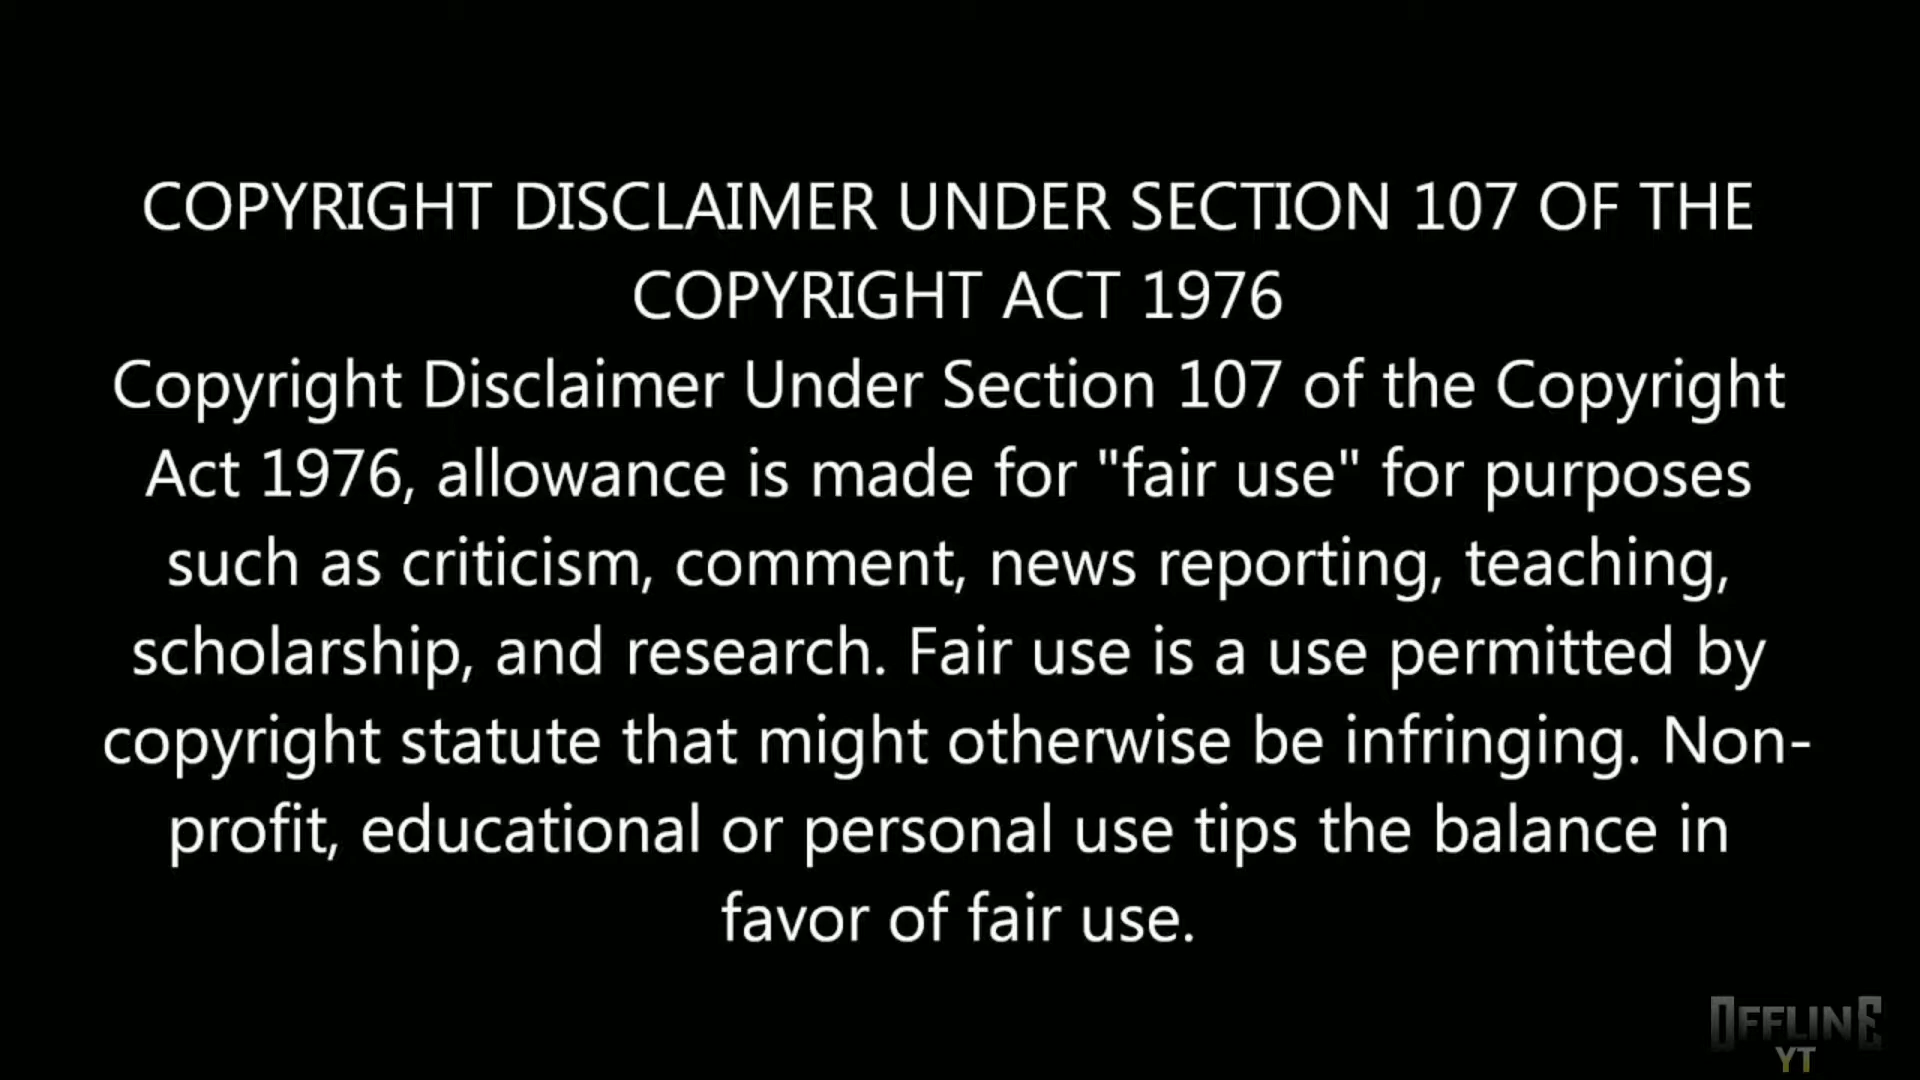 COPYRIGHT DISCLAIMER UNDER SECTION 107 OF THE
COPYRIGHT ACT 1976
Copyright Disclaimer Under Section 107 of the Copyright
Act 1976, allowance is made for "fair use" for purposes
such as criticism, comment, news reporting, teaching,
scholarship, and research. Fair use is a use permitted by
copyright statute that might otherwise be infringing. Non-
profit, educational or personal use tips the balance in
favor of fair use.
OFFLINE
YT